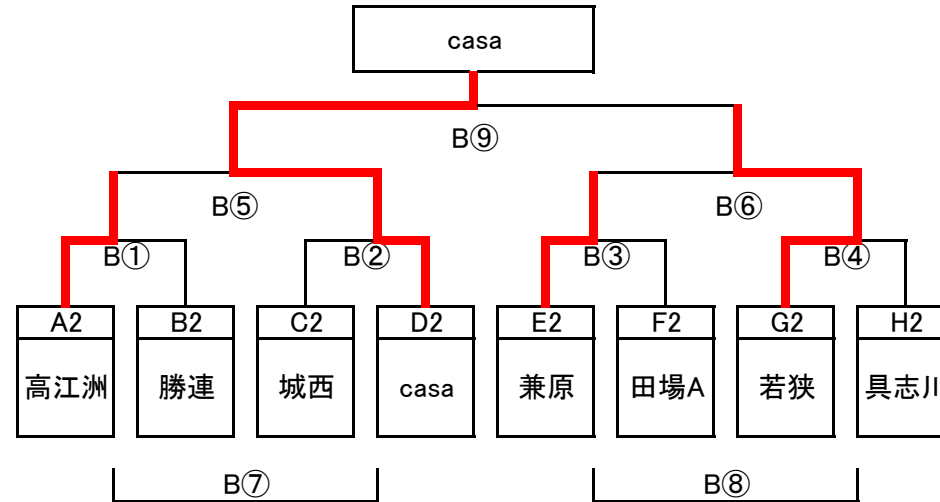 casa
B⑨
B⑤ B⑥
B① B② B③ B④
A2 B2 C2 D2 E2 F2 G2 H2
高江洲 勝連 城西 casa 兼原 田場A 若狭 具志川
B⑦ B⑧